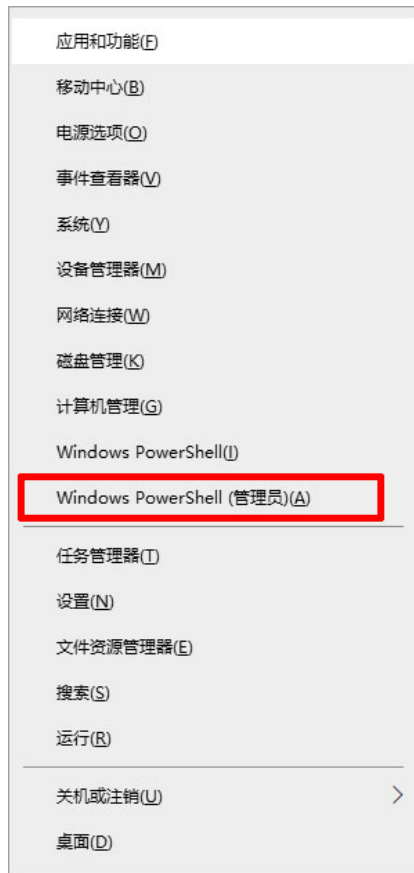 应用和功能(F)
移动中心(B)
电源选项(O)
事件查看器(V)
系统(Y)
设备管理器(M)
网络连接(W)
磁盘管理(K)
计算机管理(G)
Windows PowerShell(I)
Windows PowerShell (管理员)(A)
任务管理器(T)
设置(N)
文件资源管理器(E)
搜索(S)
运行(R)
关机或注销(U)
桌面(D)